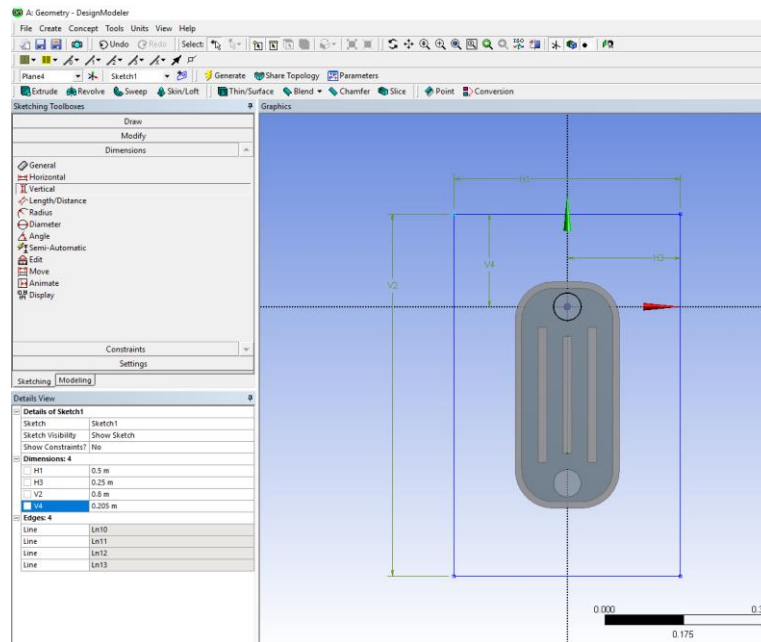 A: Geometry - DesignModeler
File Create Concept Tools Units View Help
Undo Redo Select:
Plane4 Sketch1 Generate Share Topology Parameters
Extrude Revolve Sweep Skin/Loft Thin/Surface Blend Chamfer Slice Point Conversion
Sketching Toolboxes
Draw
Modify
Dimensions
General
Horizontal
Vertical
Length/Distance
Radius
Diameter
Angle
Semi-Automatic
Edit
Move
Animate
Display
Constraints
Settings
Sketching Modeling
Details View
Details of Sketch1
Sketch Sketch1
Sketch Visibility Show Sketch
Show Constraints? No
Dimensions: 4
H1 0.5 m
H3 0.25 m
V2 0.8 m
V4 0.205 m
Edges: 4
Line Ln10
Line Ln11
Line Ln12
Line Ln13
Graphics
H1
V4
H3
V2
0.000
0.175